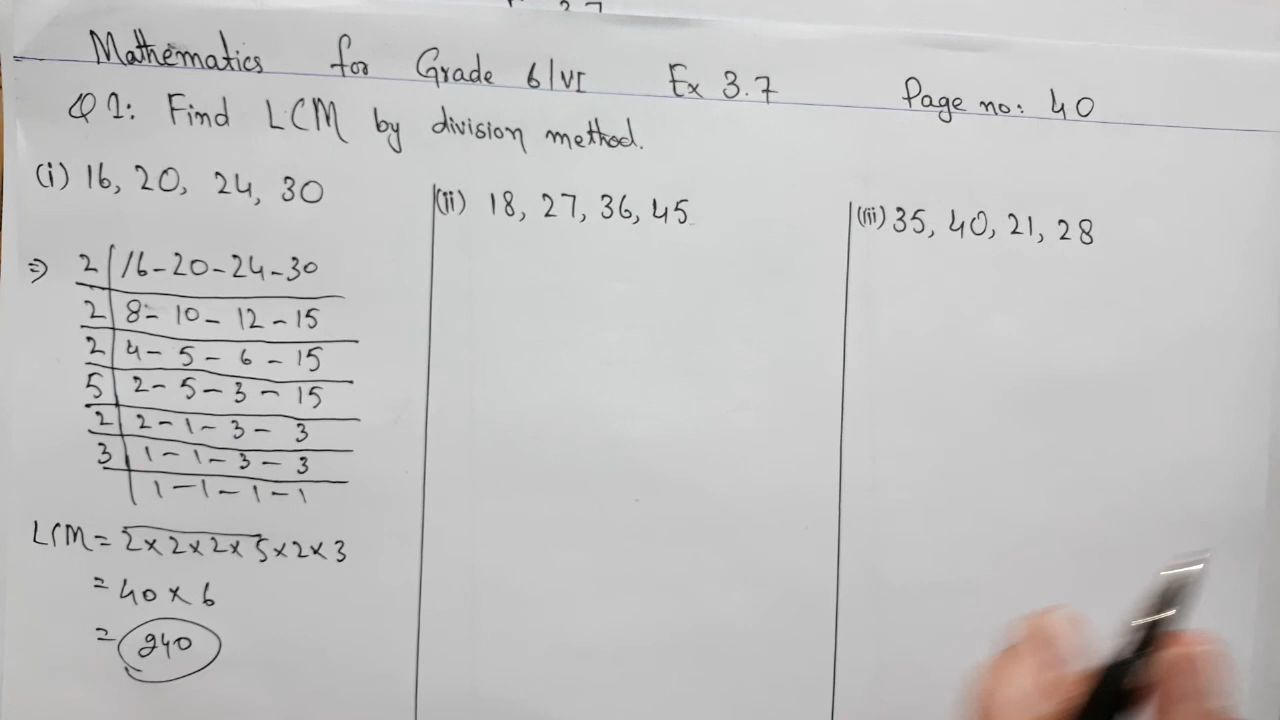 Mathematics for Grade 6/VI Ex 3.7 Page no: 40
Q1: Find LCM by division method.
(i) 16, 20, 24, 30
⇒ 2 | 16-20-24-30
2 | 8-10-12-15
2 | 4-5-6-15
5 | 2-5-3-15
2 | 2-1-3-3
3 | 1-1-3-3
| 1-1-1-1
LCM = 2×2×2×5×2×3
= 40 × 6
= 240
(ii) 18, 27, 36, 45
(iii) 35, 40, 21, 28